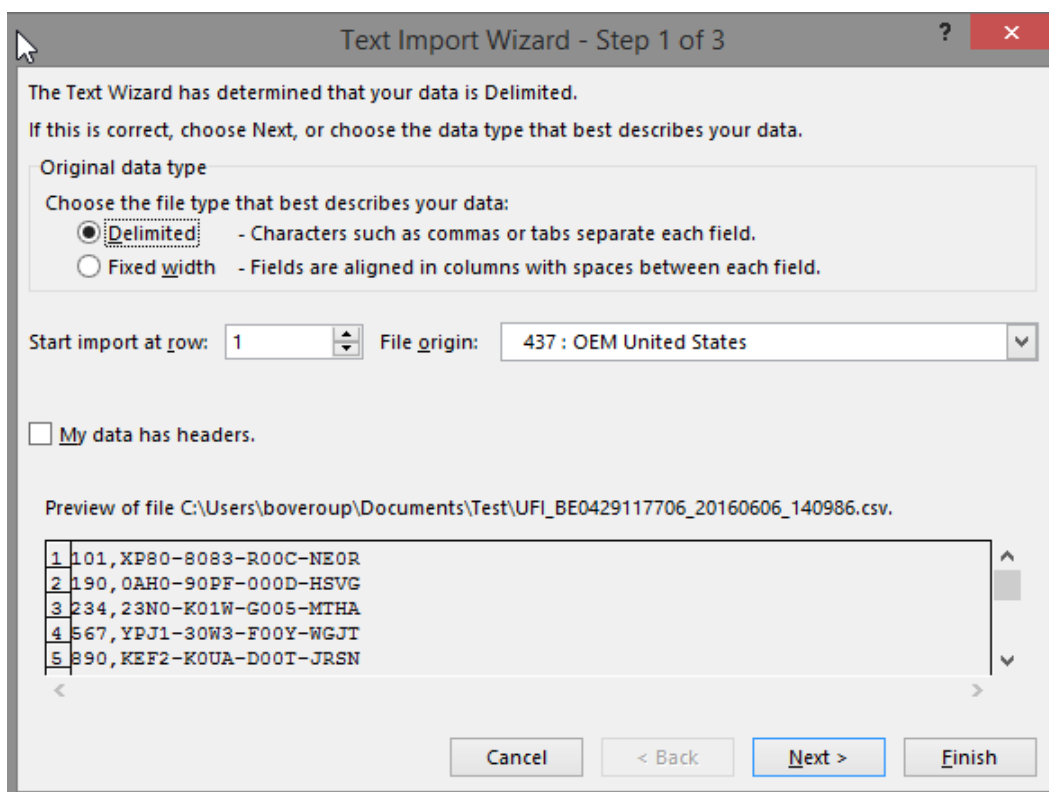 Text Import Wizard - Step 1 of 3
?
×
The Text Wizard has determined that your data is Delimited.
If this is correct, choose Next, or choose the data type that best describes your data.
Original data type
Choose the file type that best describes your data:
Delimited - Characters such as commas or tabs separate each field.
Fixed width - Fields are aligned in columns with spaces between each field.
Start import at row: 1 File origin: 437 : OEM United States
My data has headers.
Preview of file C:\Users\boveroup\Documents\Test\UFI_BE0429117706_20160606_140986.csv.
1 101,XP80-8083-R00C-NE0R
2 190,0AH0-90PF-000D-HSVG
3 234,23N0-K01W-G005-MTHA
4 567,YPJ1-30W3-F00Y-WGJT
5 890,KEF2-K0UA-D00T-JRSN
Cancel < Back Next > Finish